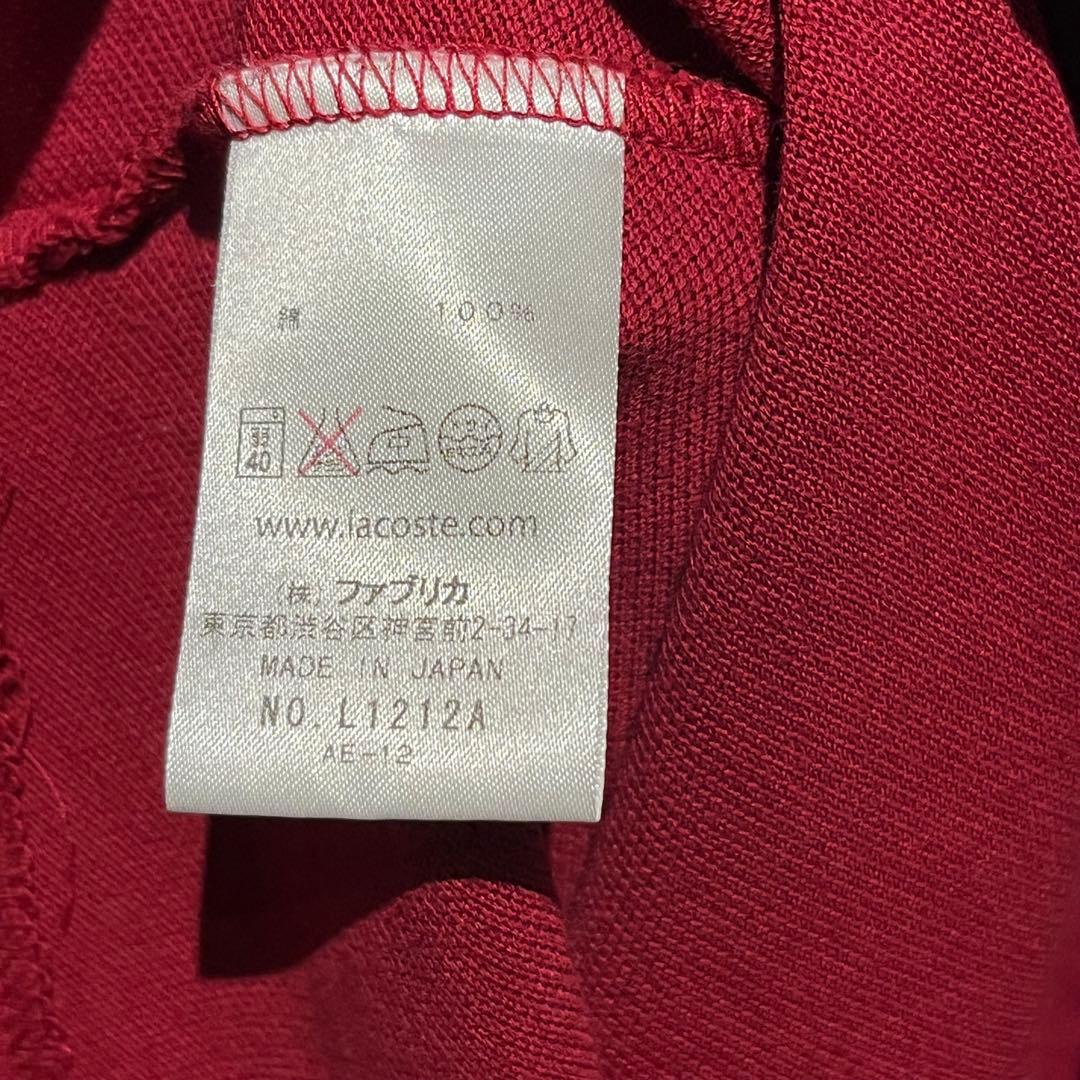 綿 100%
弱 40
www.lacoste.com
(株)ファブリカ
東京都渋谷区神宮前2-34-17
MADE IN JAPAN
NO. L1212A
AE-12